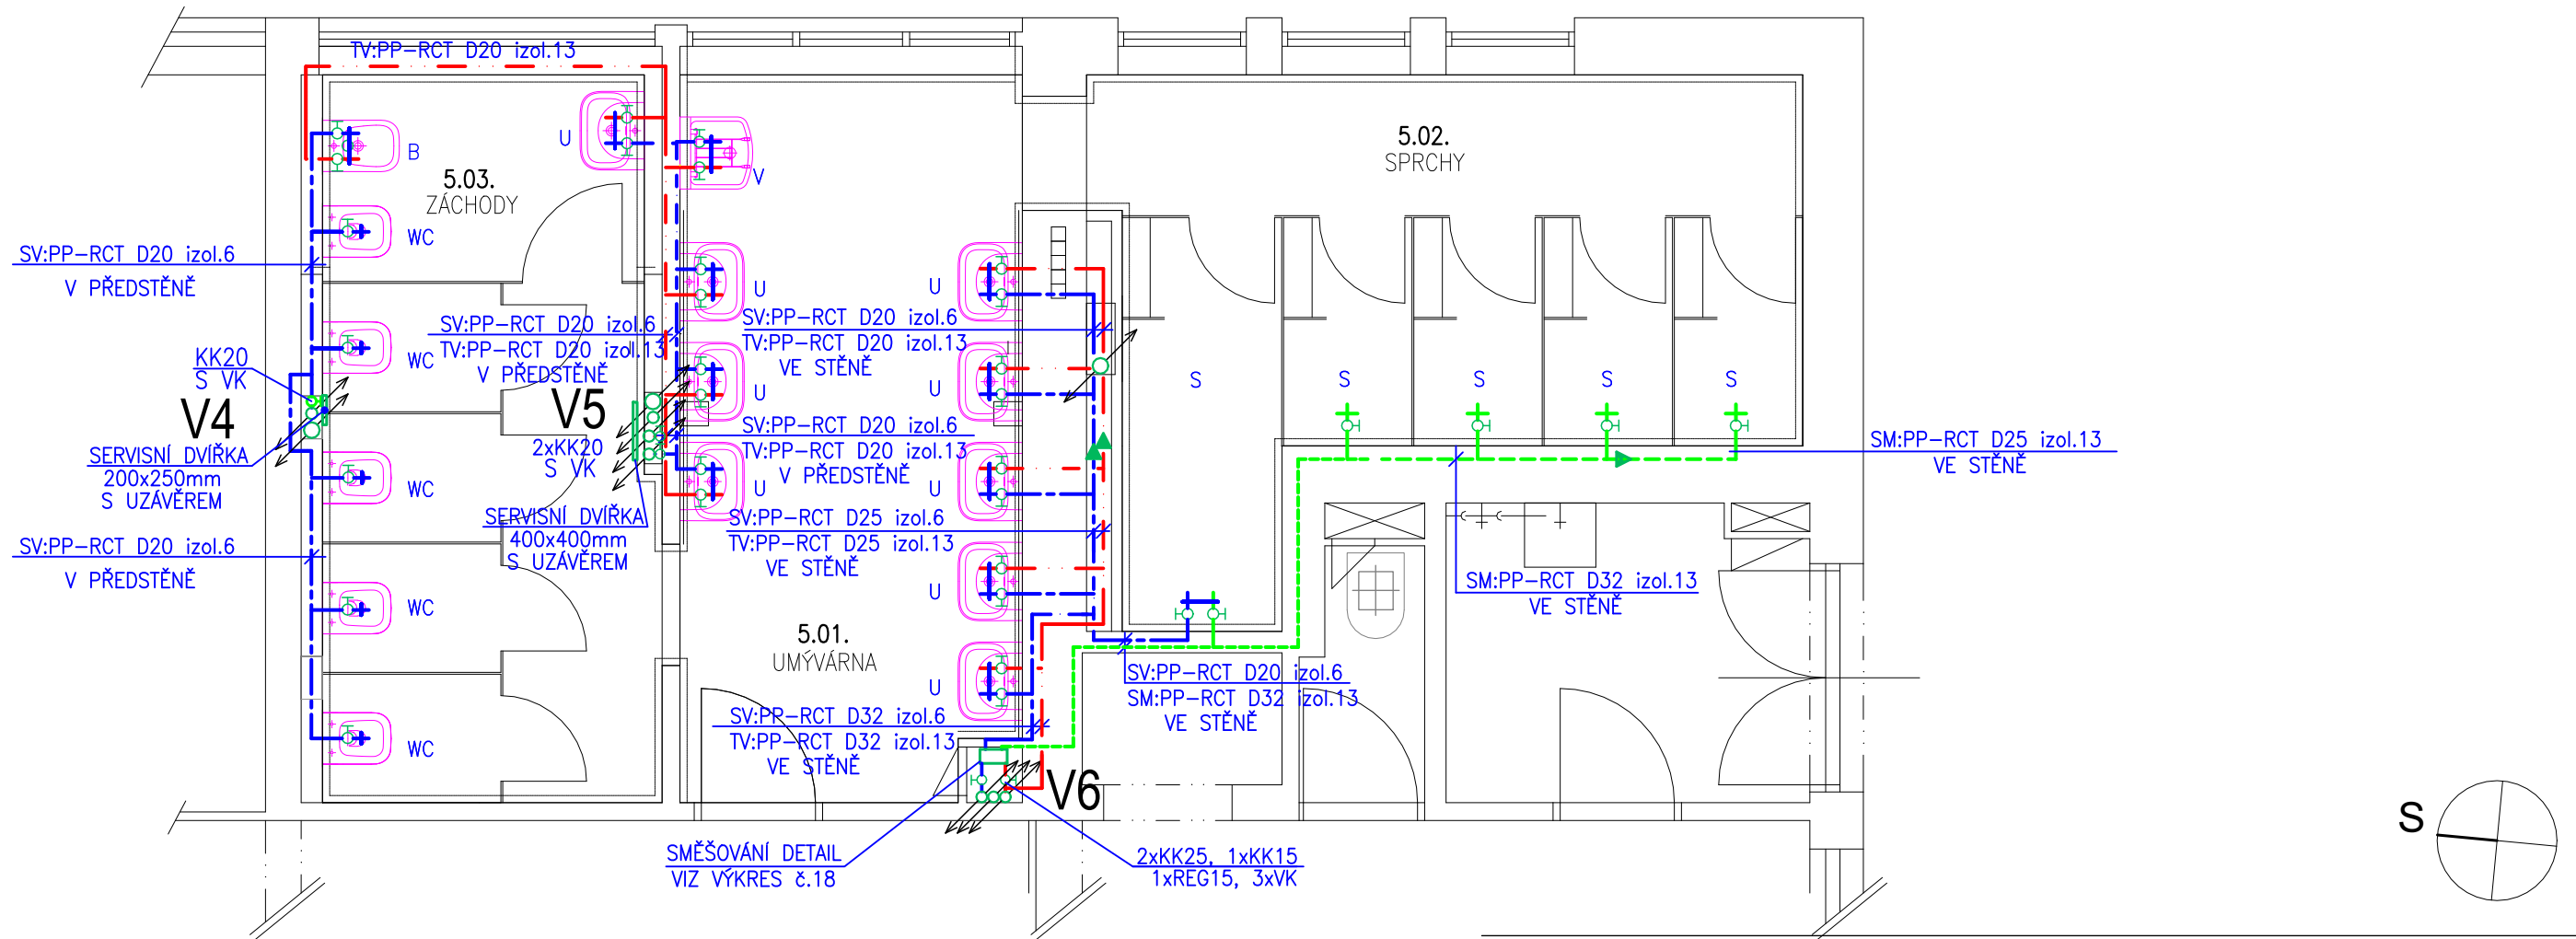 TV:PP-RCT D20 izol.13
B
U
V
5.03.
ZÁCHODY
5.02.
SPRCHY
WC
SV:PP-RCT D20 izol.6
V PŘEDSTĚNĚ
U
U
SV:PP-RCT D20 izol.6
TV:PP-RCT D20 izol.13
V PŘEDSTĚNĚ
SV:PP-RCT D20 izol.6
TV:PP-RCT D20 izol.13
VE STĚNĚ
KK20
S VK
WC
V4
V5
U
U
S
S
S
S
S
SERVISNÍ DVÍŘKA
200x250mm
S UZÁVĚREM
2xKK20
S VK
SV:PP-RCT D20 izol.6
TV:PP-RCT D20 izol.13
V PŘEDSTĚNĚ
SM:PP-RCT D25 izol.13
VE STĚNĚ
WC
U
U
SERVISNÍ DVÍŘKA
400x400mm
S UZÁVĚREM
SV:PP-RCT D25 izol.6
TV:PP-RCT D25 izol.13
VE STĚNĚ
SV:PP-RCT D20 izol.6
V PŘEDSTĚNĚ
SM:PP-RCT D32 izol.13
VE STĚNĚ
WC
U
5.01.
UMÝVÁRNA
SV:PP-RCT D20 izol.6
SM:PP-RCT D32 izol.13
VE STĚNĚ
U
SV:PP-RCT D32 izol.6
TV:PP-RCT D32 izol.13
VE STĚNĚ
WC
V6
S
SMĚŠOVÁNÍ DETAIL
VIZ VÝKRES č.18
2xKK25, 1xKK15
1xREG15, 3xVK